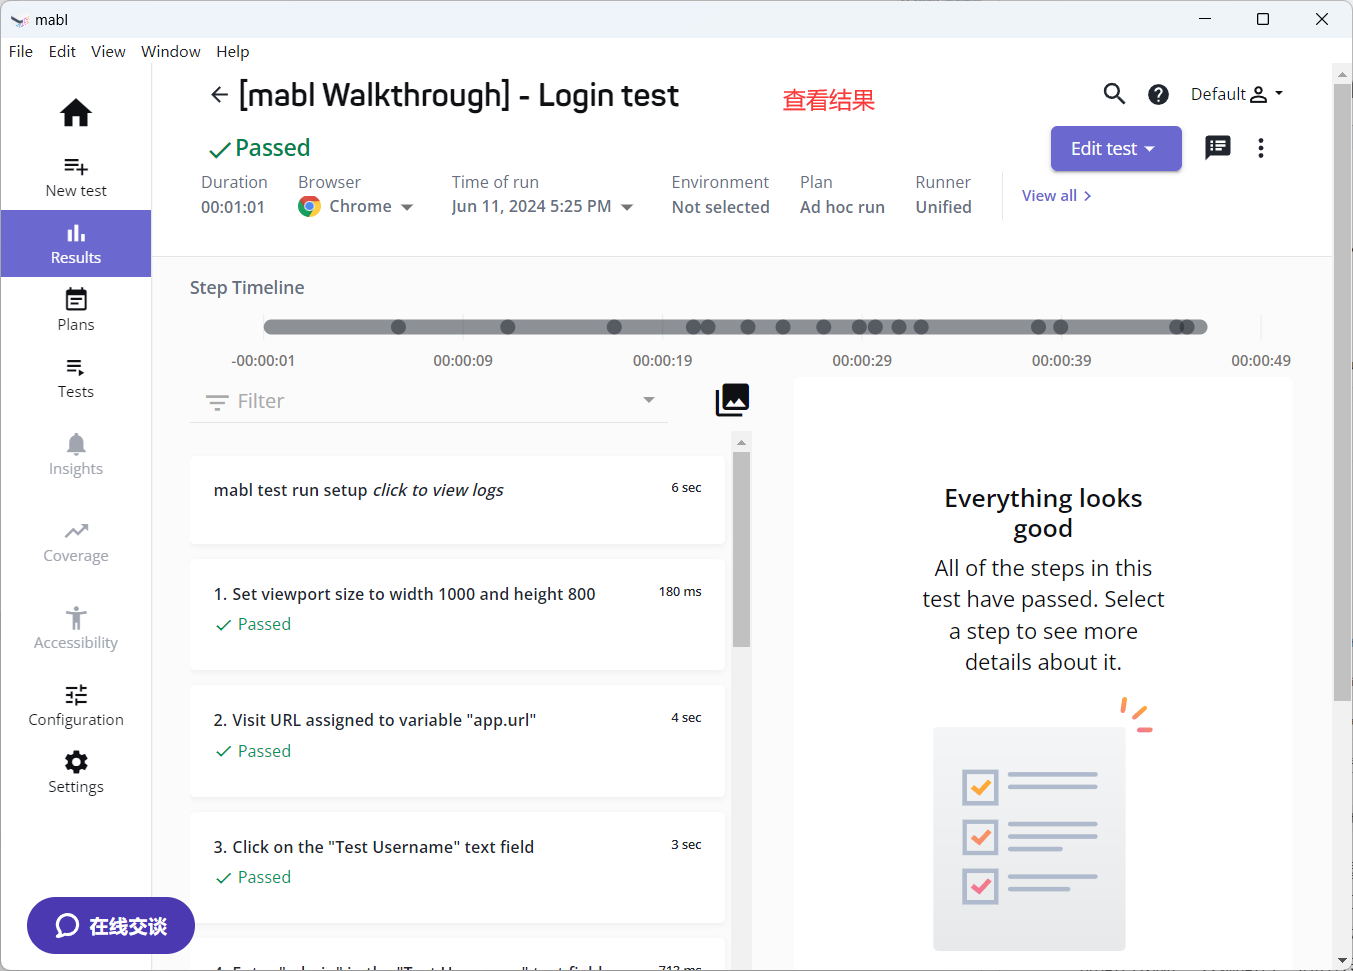 mabl
File Edit View Window Help
[mabl Walkthrough] - Login test
查看结果
Default
Passed
Edit test
Duration
00:01:01
Browser
Chrome
Time of run
Jun 11, 2024 5:25 PM
Environment
Not selected
Plan
Ad hoc run
Runner
Unified
View all
New test
Results
Plans
Tests
Insights
Coverage
Accessibility
Configuration
Settings
在线交谈
Step Timeline
-00:00:01 00:00:09 00:00:19 00:00:29 00:00:39 00:00:49
Filter
mabl test run setup click to view logs 6 sec
1. Set viewport size to width 1000 and height 800 180 ms
Passed
2. Visit URL assigned to variable "app.url" 4 sec
Passed
3. Click on the "Test Username" text field 3 sec
Passed
Everything looks
good
All of the steps in this
test have passed. Select
a step to see more
details about it.